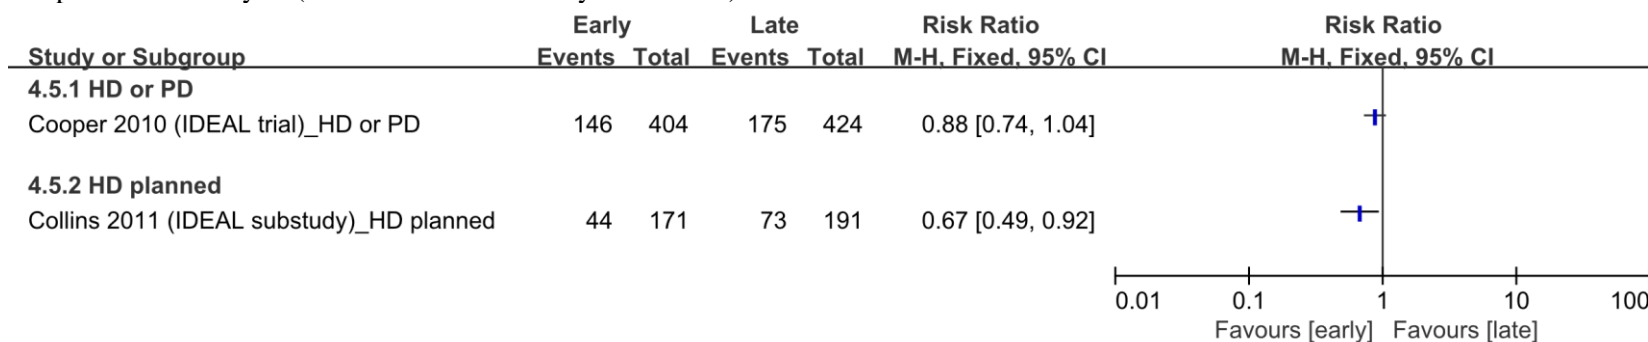 Early Late Risk Ratio Risk Ratio
Study or Subgroup Events Total Events Total M-H, Fixed, 95% CI M-H, Fixed, 95% CI
4.5.1 HD or PD
Cooper 2010 (IDEAL trial)_HD or PD 146 404 175 424 0.88 [0.74, 1.04]
4.5.2 HD planned
Collins 2011 (IDEAL substudy)_HD planned 44 171 73 191 0.67 [0.49, 0.92]
0.01 0.1 1 10 100
Favours [early] Favours [late]